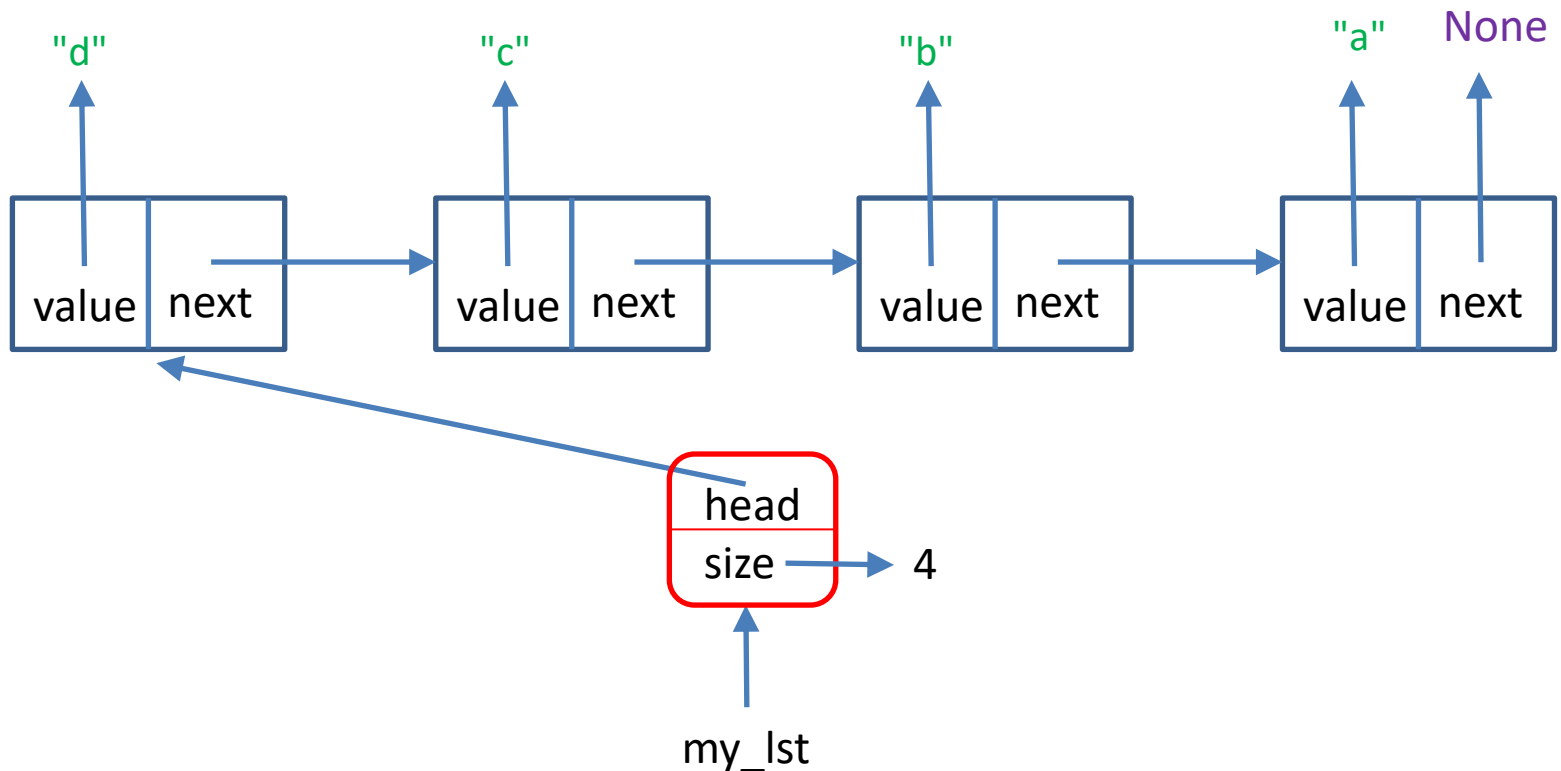 "d" "c" "b" "a" None
value next value next value next value next
head
size 4
my_lst